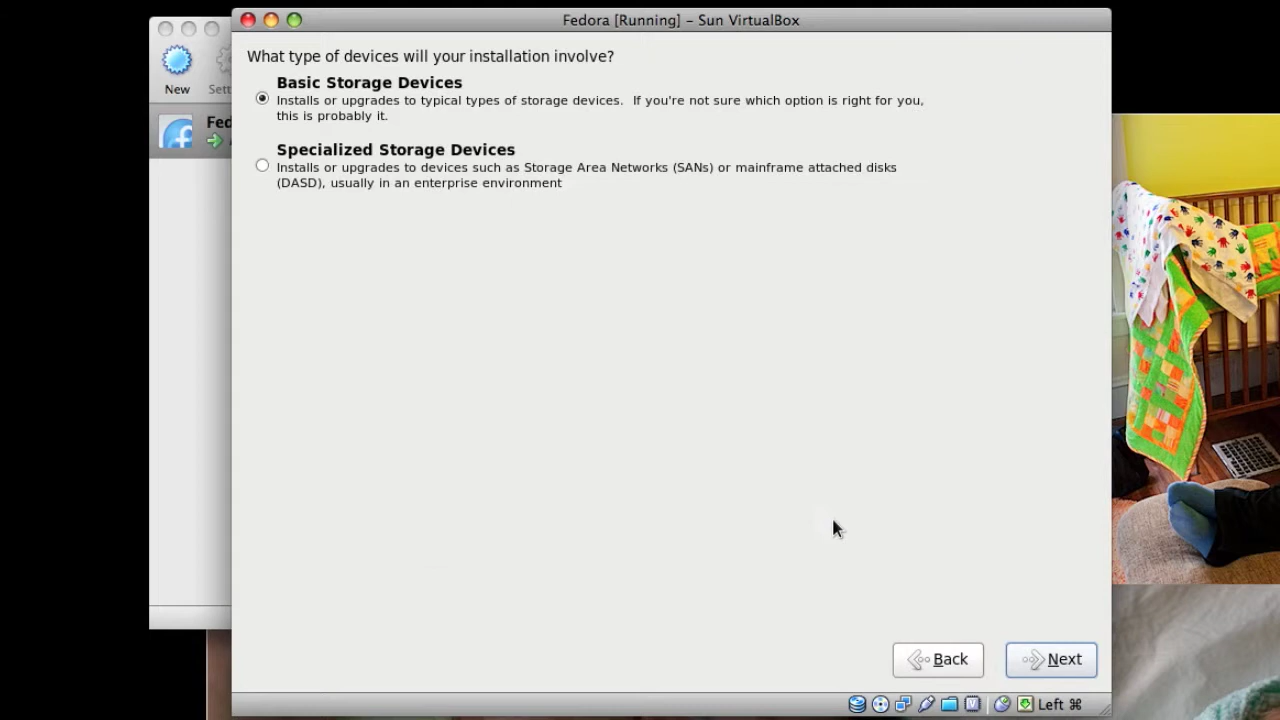 Fedora [Running] – Sun VirtualBox
New
Fed
What type of devices will your installation involve?
Basic Storage Devices
Installs or upgrades to typical types of storage devices.  If you're not sure which option is right for you,
this is probably it.
Specialized Storage Devices
Installs or upgrades to devices such as Storage Area Networks (SANs) or mainframe attached disks
(DASD), usually in an enterprise environment
Back
Next
Left ⌘